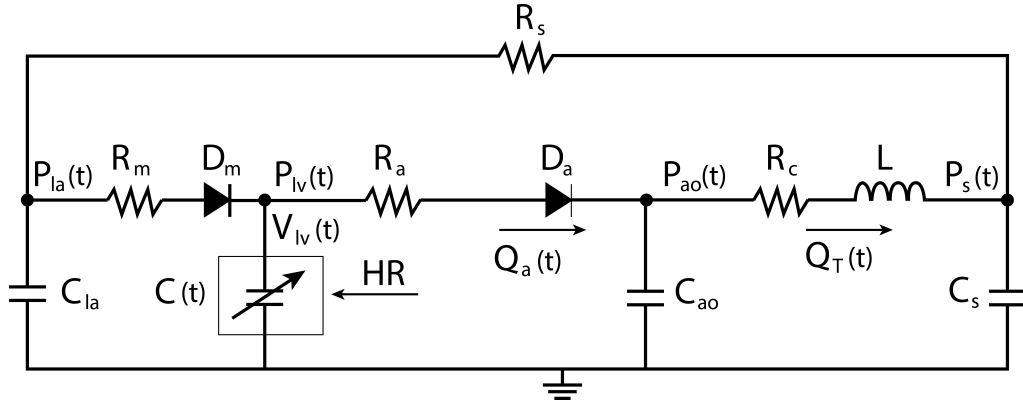 R_s
P_la(t)
R_m
D_m
P_lv(t)
R_a
D_a
P_ao(t)
R_c
L
P_s(t)
V_lv(t)
Q_a(t)
Q_T(t)
C_la
C(t)
HR
C_ao
C_s